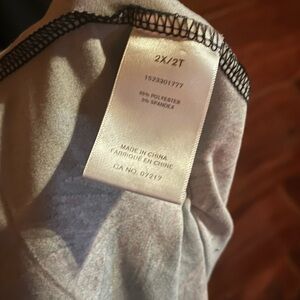 2X/2T
1523301777
95% POLYESTER
5% SPANDEX
MADE IN CHINA
FABRIQUÉ EN CHINE
CA NO. 07217